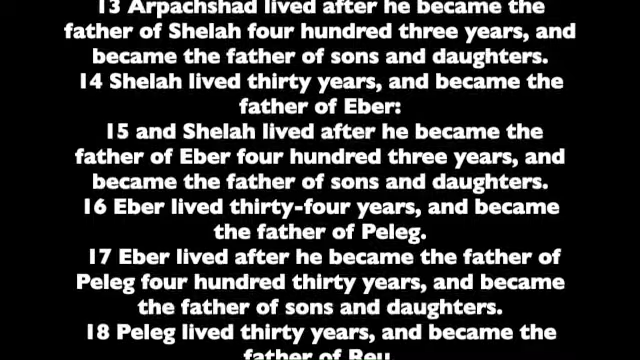 13 Arpachshad lived after he became the
father of Shelah four hundred three years, and
became the father of sons and daughters.
14 Shelah lived thirty years, and became the
father of Eber:
15 and Shelah lived after he became the
father of Eber four hundred three years, and
became the father of sons and daughters.
16 Eber lived thirty-four years, and became
the father of Peleg.
17 Eber lived after he became the father of
Peleg four hundred thirty years, and became
the father of sons and daughters.
18 Peleg lived thirty years, and became the
father of Reu